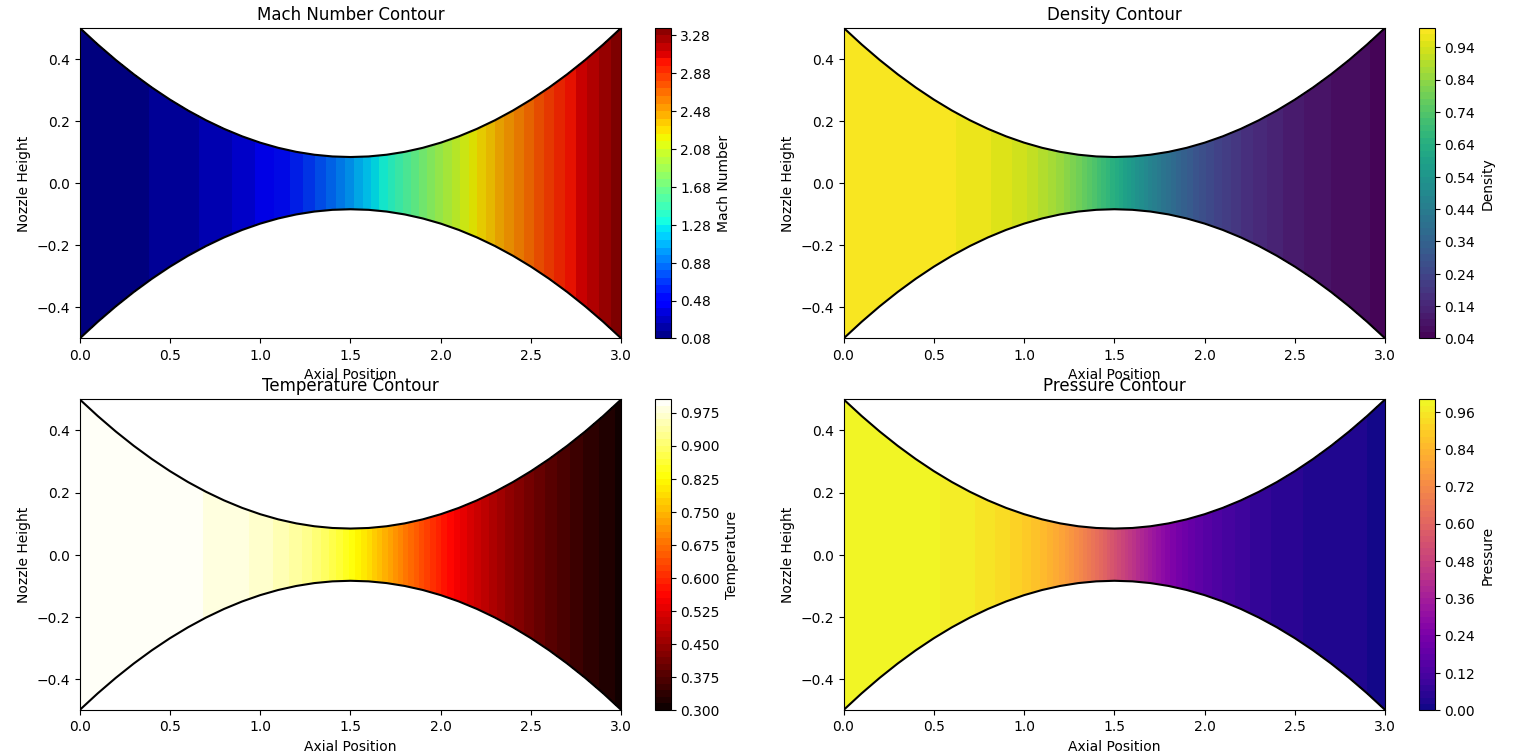 Mach Number Contour
0.4
0.2
0.0
−0.2
−0.4
Nozzle Height
0.0 0.5 1.0 1.5 2.0 2.5 3.0
Axial Position
3.28
2.88
2.48
2.08
1.68
1.28
0.88
0.48
0.08
Mach Number
Density Contour
0.4
0.2
0.0
−0.2
−0.4
Nozzle Height
0.0 0.5 1.0 1.5 2.0 2.5 3.0
Axial Position
0.94
0.84
0.74
0.64
0.54
0.44
0.34
0.24
0.14
0.04
Density
Temperature Contour
0.4
0.2
0.0
−0.2
−0.4
Nozzle Height
0.0 0.5 1.0 1.5 2.0 2.5 3.0
Axial Position
0.975
0.900
0.825
0.750
0.675
0.600
0.525
0.450
0.375
0.300
Temperature
Pressure Contour
0.4
0.2
0.0
−0.2
−0.4
Nozzle Height
0.0 0.5 1.0 1.5 2.0 2.5 3.0
Axial Position
0.96
0.84
0.72
0.60
0.48
0.36
0.24
0.12
0.00
Pressure